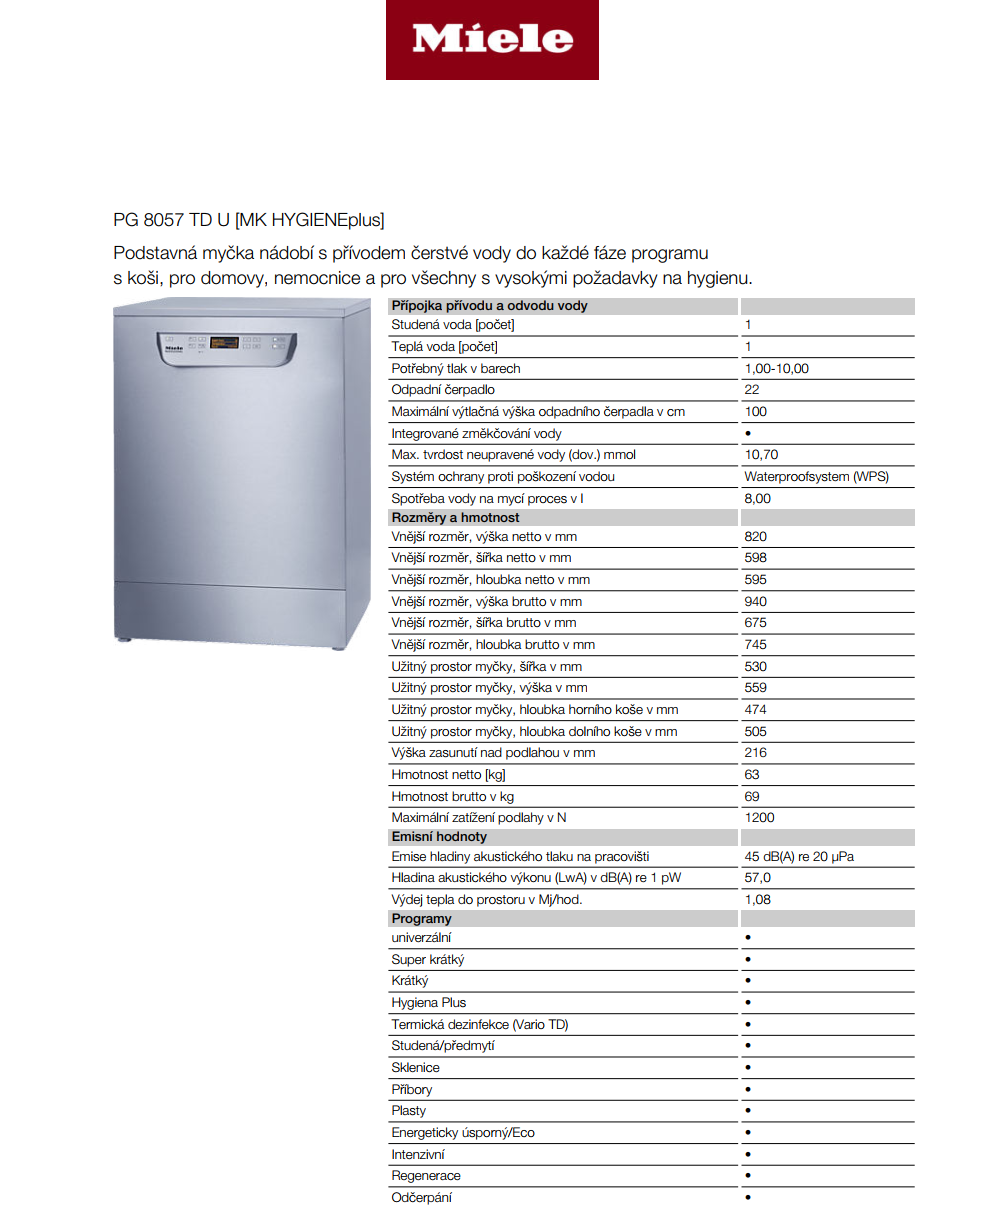 Miele
PG 8057 TD U [MK HYGIENEplus]
Podstavná myčka nádobí s přívodem čerstvé vody do každé fáze programu
s koši, pro domovy, nemocnice a pro všechny s vysokými požadavky na hygienu.
Miele
Přípojka přívodu a odvodu vody
Studená voda [počet] 1
Teplá voda [počet] 1
Potřebný tlak v barech 1,00-10,00
Odpadní čerpadlo 22
Maximální výtlačná výška odpadního čerpadla v cm 100
Integrované změkčování vody •
Max. tvrdost neupravené vody (dov.) mmol 10,70
Systém ochrany proti poškození vodou Waterproofsystem (WPS)
Spotřeba vody na mycí proces v l 8,00
Rozměry a hmotnost
Vnější rozměr, výška netto v mm 820
Vnější rozměr, šířka netto v mm 598
Vnější rozměr, hloubka netto v mm 595
Vnější rozměr, výška brutto v mm 940
Vnější rozměr, šířka brutto v mm 675
Vnější rozměr, hloubka brutto v mm 745
Užitný prostor myčky, šířka v mm 530
Užitný prostor myčky, výška v mm 559
Užitný prostor myčky, hloubka horního koše v mm 474
Užitný prostor myčky, hloubka dolního koše v mm 505
Výška zasunutí nad podlahou v mm 216
Hmotnost netto [kg] 63
Hmotnost brutto v kg 69
Maximální zatížení podlahy v N 1200
Emisní hodnoty
Emise hladiny akustického tlaku na pracovišti 45 dB(A) re 20 µPa
Hladina akustického výkonu (LwA) v dB(A) re 1 pW 57,0
Výdej tepla do prostoru v Mj/hod. 1,08
Programy
univerzální •
Super krátký •
Krátký •
Hygiena Plus •
Termická dezinfekce (Vario TD) •
Studená/předmytí •
Sklenice •
Příbory •
Plasty •
Energeticky úsporný/Eco •
Intenzivní •
Regenerace •
Odčerpání •